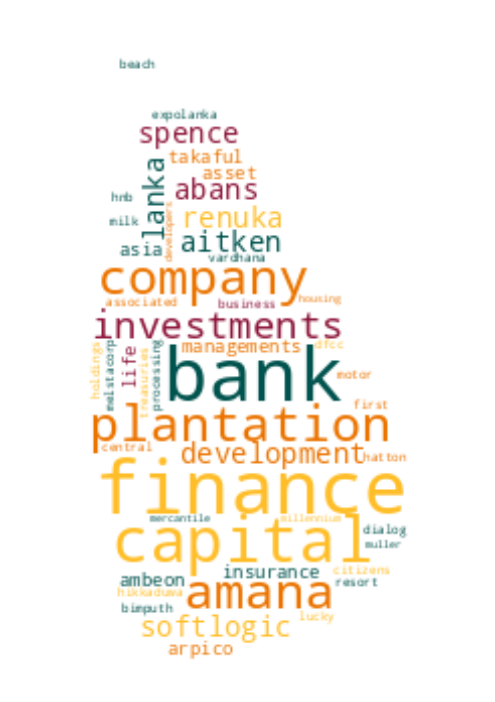 beach
expolanka
spence
takaful
asset
lanka
abans
hnb
developers
milk
renuka
asia
aitken
vardhana
company
associated
business
housing
investments
holdings
melstacorp
life
treasuries
processing
managements
dfcc
bank
motor
first
plantation
central
development
hatton
finance
mercantile
millennium
capital
dialog
muller
ambeon
insurance
citizens
resort
hikkaduwa
amana
bimputh
lucky
softlogic
arpico